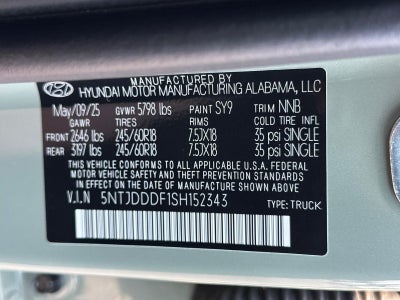 MANUFACTURED BY
HYUNDAI MOTOR MANUFACTURING ALABAMA, LLC
May/09/25 GVWR 5798 lbs PAINT SY9 TRIM NNB
GAWR TIRES RIMS COLD TIRE INFL
FRONT 2646 lbs 245/60R18 7.5JX18 35 psi SINGLE
REAR 3197 lbs 245/60R18 7.5JX18 35 psi SINGLE
THIS VEHICLE CONFORMS TO ALL APPLICABLE U.S.A. FEDERAL
MOTOR VEHICLE SAFETY AND THEFT PREVENTION STANDARDS
IN EFFECT ON THE DATE OF MANUFACTURE SHOWN ABOVE.
V.I.N 5NTJDDDF1SH152343 TYPE: TRUCK